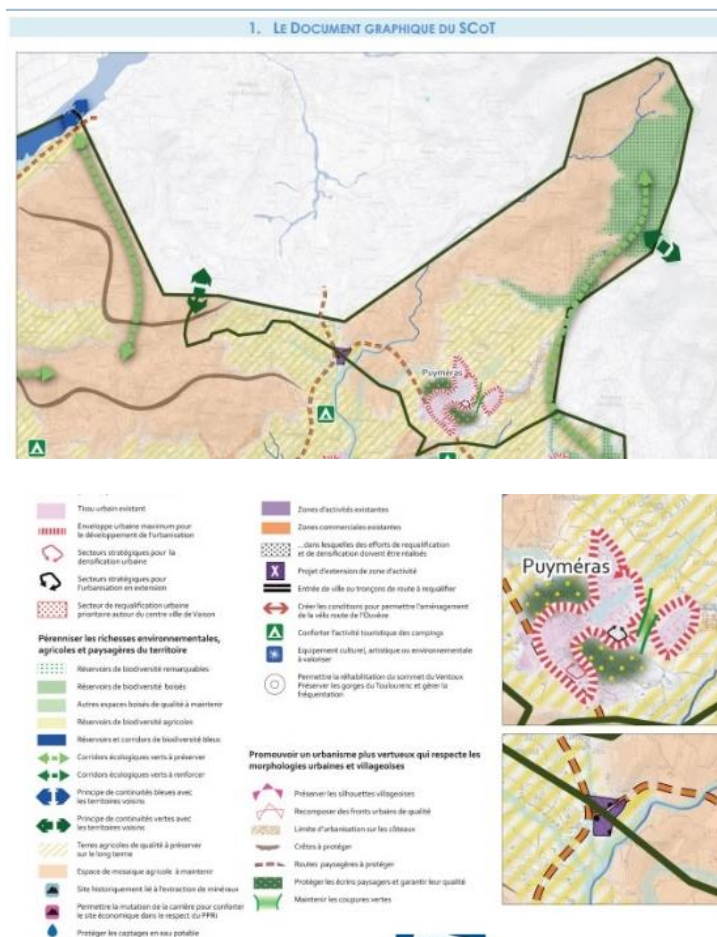 1. LE DOCUMENT GRAPHIQUE DU SCOT
Puyméras
Tissu urbain existant
Enveloppe urbaine maximum pour
le développement de l'urbanisation
Secteurs stratégiques pour la
densification urbaine
Secteurs stratégiques pour
l'urbanisation en extension
Secteur de requalification urbaine
prioritaire autour du centre ville de Vaison
Pérenniser les richesses environnementales,
agricoles et paysagères du territoire
Réservoirs de biodiversité remarquables
Réservoirs de biodiversité boisés
Autres espaces boisés de qualité à maintenir
Réservoirs de biodiversité agricoles
Réservoirs et corridors de biodiversité bleus
Corridors écologiques verts à préserver
Corridors écologiques verts à renforcer
Principe de continuités bleues avec
les territoires voisins
Principe de continuités vertes avec
les territoires voisins
Terres agricoles de qualité à préserver
sur le long terme
Espace de mosaïque agricole à maintenir
Site historiquement lié à l'extraction de minéraux
Permettre la mutation de la carrière pour conforter
le site économique dans le respect du PPRi
Protéger les captages en eau potable
Zones d'activités existantes
Zones commerciales existantes
...dans lesquelles des efforts de requalification
et de densification doivent être réalisés
X
Projet d'extension de zone d'activité
Entrée de ville ou tronçons de route à requalifier
Créer les conditions pour permettre l'aménagement
de la vélo route de l'Ouvèze
Conforter l'activité touristique des campings
Equipement culturel, artistique ou environnemental
à valoriser
Permettre la réhabilitation du sommet du Ventoux
Préserver les gorges du Toulourenc et gérer la
fréquentation
Promouvoir un urbanisme plus vertueux qui respecte les
morphologies urbaines et villageoises
Préserver les silhouettes villageoises
Recomposer des fronts urbains de qualité
Limite d'urbanisation sur les côteaux
Crêtes à protéger
Routes paysagères à protéger
Protéger les écrins paysagers et garantir leur qualité
Maintenir les coupures vertes
Puyméras